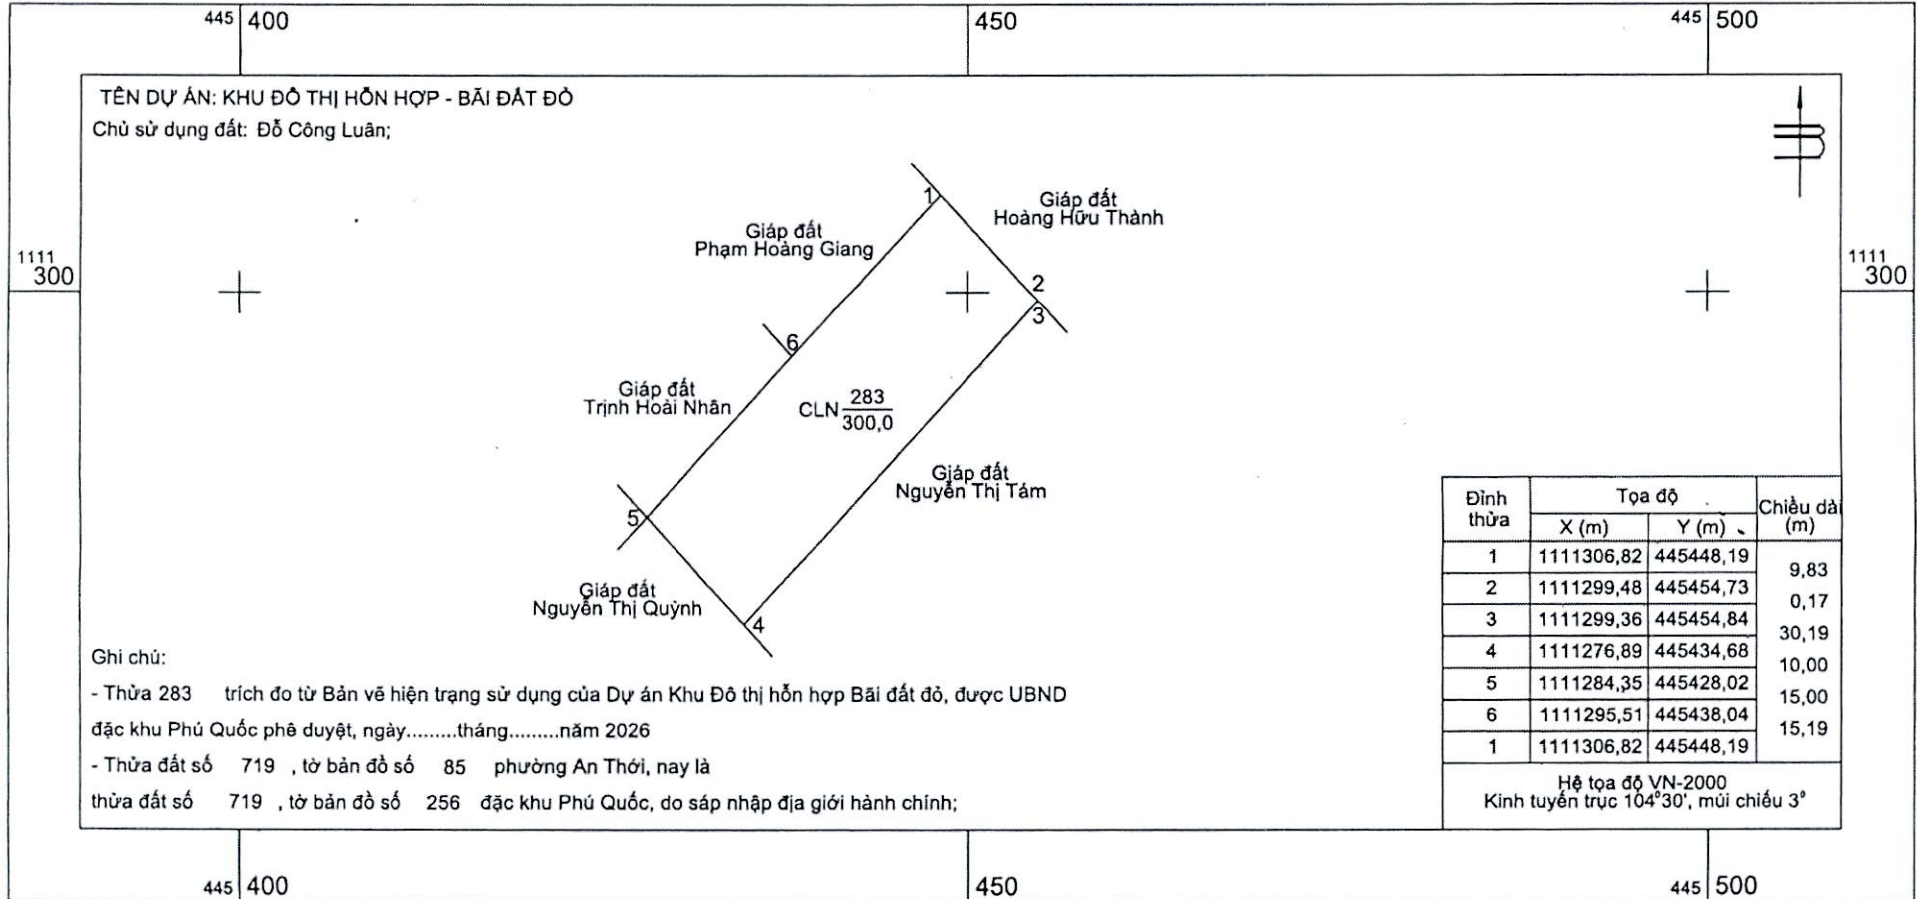 445 400 450 445 500
TÊN DỰ ÁN: KHU ĐÔ THỊ HỖN HỢP - BÃI ĐẤT ĐỎ
Chủ sử dụng đất: Đỗ Công Luân;
1
Giáp đất
Hoàng Hữu Thành
Giáp đất
Phạm Hoàng Giang
1111
300
1111
300
2
3
6
Giáp đất
Trịnh Hoài Nhân
CLN 283
300,0
Giáp đất
Nguyễn Thị Tám
5
Giáp đất
Nguyễn Thị Quỳnh
4
Đỉnh thửa Tọa độ Chiều dài (m)
X (m) Y (m)
1 1111306,82 445448,19
9,83
2 1111299,48 445454,73
0,17
3 1111299,36 445454,84
30,19
4 1111276,89 445434,68
10,00
5 1111284,35 445428,02
15,00
6 1111295,51 445438,04
15,19
1 1111306,82 445448,19
Hệ tọa độ VN-2000
Kinh tuyến trục 104°30', múi chiếu 3°
Ghi chú:
- Thửa 283 trích đo từ Bản vẽ hiện trạng sử dụng của Dự án Khu Đô thị hỗn hợp Bãi đất đỏ, được UBND
đặc khu Phú Quốc phê duyệt, ngày.........tháng.........năm 2026
- Thửa đất số 719 , tờ bản đồ số 85 phường An Thới, nay là
thửa đất số 719 , tờ bản đồ số 256 đặc khu Phú Quốc, do sáp nhập địa giới hành chính;
445 400 450 445 500